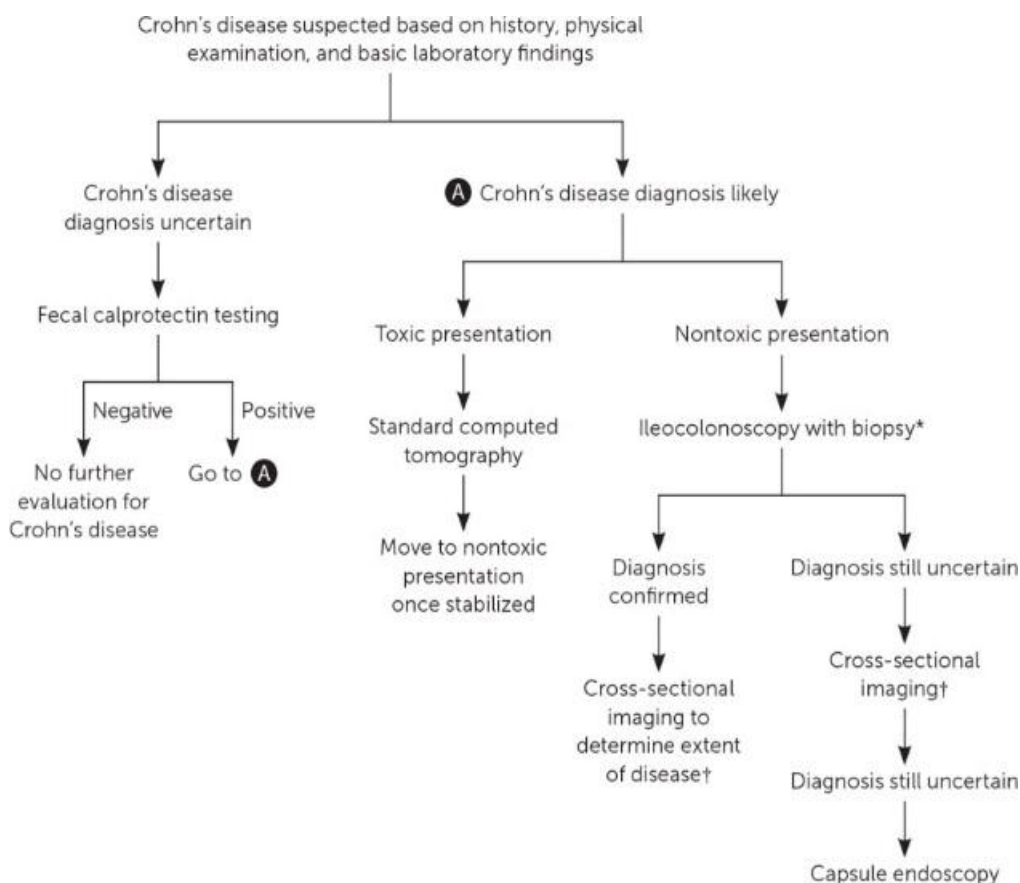 Crohn's disease suspected based on history, physical
examination, and basic laboratory findings
Crohn's disease
diagnosis uncertain
Fecal calprotectin testing
Negative
Positive
No further
evaluation for
Crohn's disease
Go to A
A Crohn's disease diagnosis likely
Toxic presentation
Standard computed
tomography
Move to nontoxic
presentation
once stabilized
Nontoxic presentation
Ileocolonoscopy with biopsy*
Diagnosis
confirmed
Cross-sectional
imaging to
determine extent
of disease†
Diagnosis still uncertain
Cross-sectional
imaging†
Diagnosis still uncertain
Capsule endoscopy